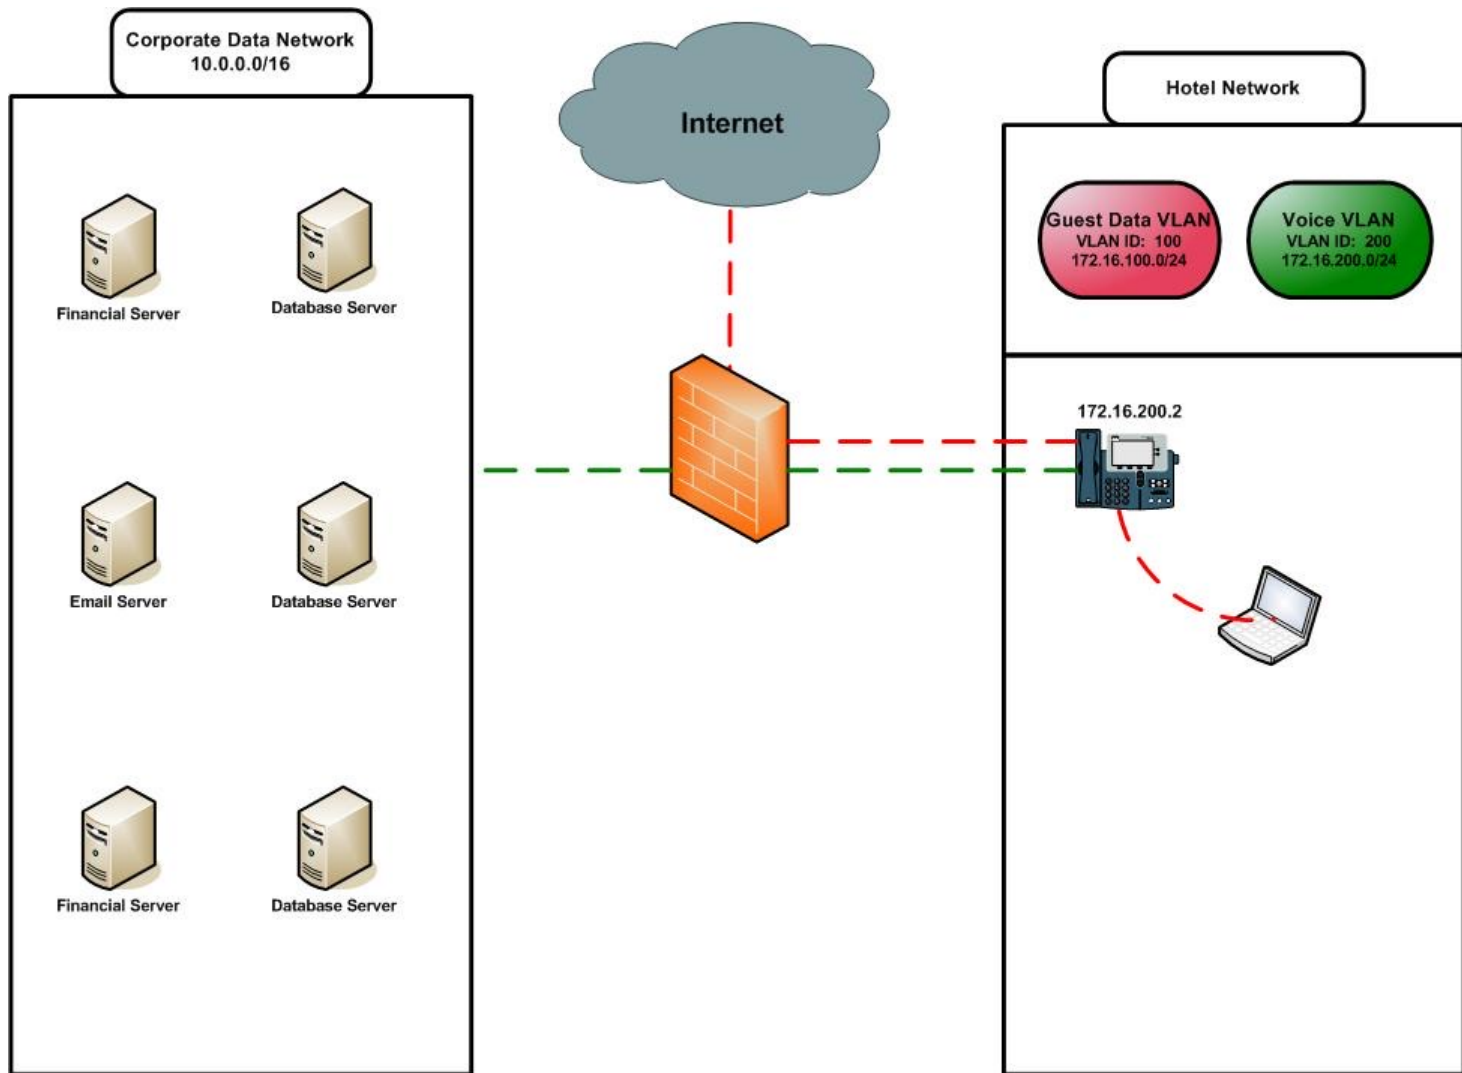 Corporate Data Network
10.0.0.0/16
Internet
Hotel Network
Guest Data VLAN
VLAN ID: 100
172.16.100.0/24
Voice VLAN
VLAN ID: 200
172.16.200.0/24
Financial Server
Database Server
172.16.200.2
Email Server
Database Server
Financial Server
Database Server